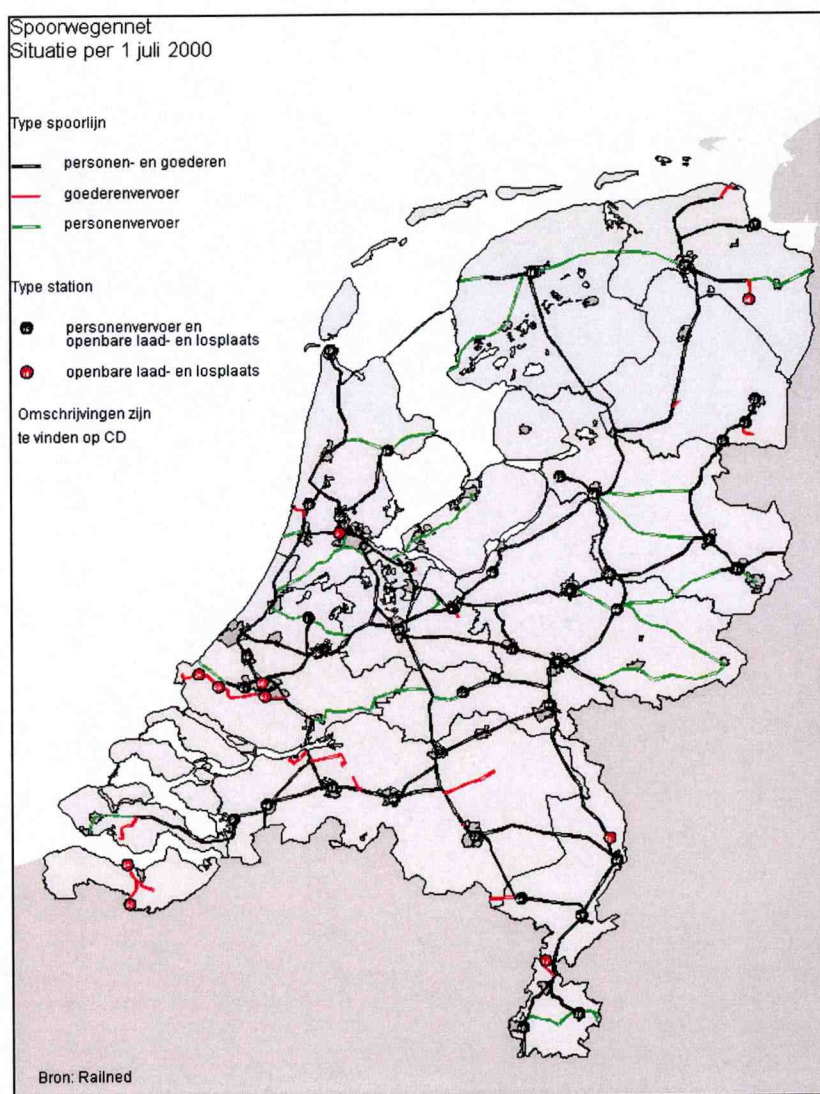 Spoorwegennet
Situatie per 1 juli 2000
Type spoorlijn
personen- en goederen
goederenvervoer
personenvervoer
Type station
personenvervoer en
openbare laad- en losplaats
openbare laad- en losplaats
Omschrijvingen zijn
te vinden op CD
Bron: Railned